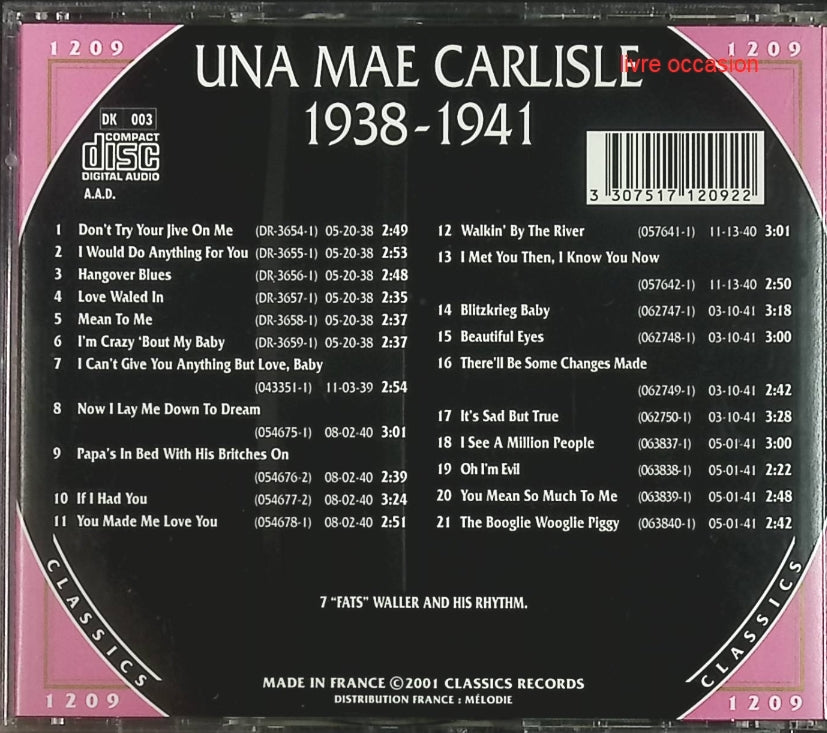 1209
1209
UNA MAE CARLISLE
livre occasion
1938-1941
DK 003
COMPACT
disc
DIGITAL AUDIO
A.A.D.
3 307517 120922
1 Don't Try Your Jive On Me (DR-3654-1) 05-20-38 2:49
2 I Would Do Anything For You (DR-3655-1) 05-20-38 2:53
3 Hangover Blues (DR-3656-1) 05-20-38 2:48
4 Love Waled In (DR-3657-1) 05-20-38 2:35
5 Mean To Me (DR-3658-1) 05-20-38 2:37
6 I'm Crazy ‘Bout My Baby (DR-3659-1) 05-20-38 2:37
7 I Can't Give You Anything But Love, Baby
(043351-1) 11-03-39 2:54
8 Now I Lay Me Down To Dream
(054675-1) 08-02-40 3:01
9 Papa's In Bed With His Britches On
(054676-2) 08-02-40 2:39
10 If I Had You (054677-2) 08-02-40 3:24
11 You Made Me Love You (054678-1) 08-02-40 2:51
12 Walkin' By The River (057641-1) 11-13-40 3:01
13 I Met You Then, I Know You Now
(057642-1) 11-13-40 2:50
14 Blitzkrieg Baby (062747-1) 03-10-41 3:18
15 Beautiful Eyes (062748-1) 03-10-41 3:00
16 There'll Be Some Changes Made
(062749-1) 03-10-41 2:42
17 It's Sad But True (062750-1) 03-10-41 3:28
18 I See A Million People (063837-1) 05-01-41 3:00
19 Oh I'm Evil (063838-1) 05-01-41 2:22
20 You Mean So Much To Me (063839-1) 05-01-41 2:48
21 The Booglie Wooglie Piggy (063840-1) 05-01-41 2:42
7 "FATS" WALLER AND HIS RHYTHM.
CLASSICS
CLASSICS
MADE IN FRANCE ©2001 CLASSICS RECORDS
DISTRIBUTION FRANCE : MÉLODIE
1209
1209